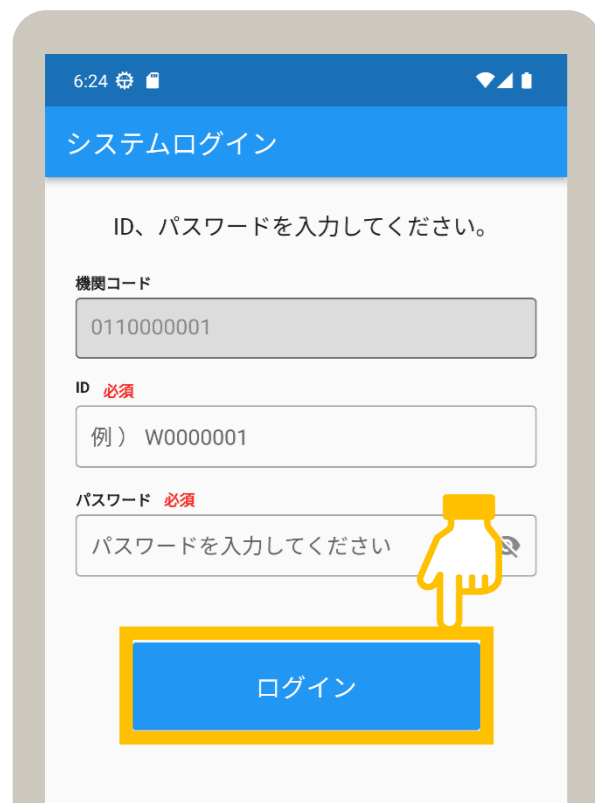 6:24
システムログイン
ID、パスワードを入力してください。
機関コード
0110000001
ID 必須
例） W0000001
パスワード 必須
パスワードを入力してください
ログイン